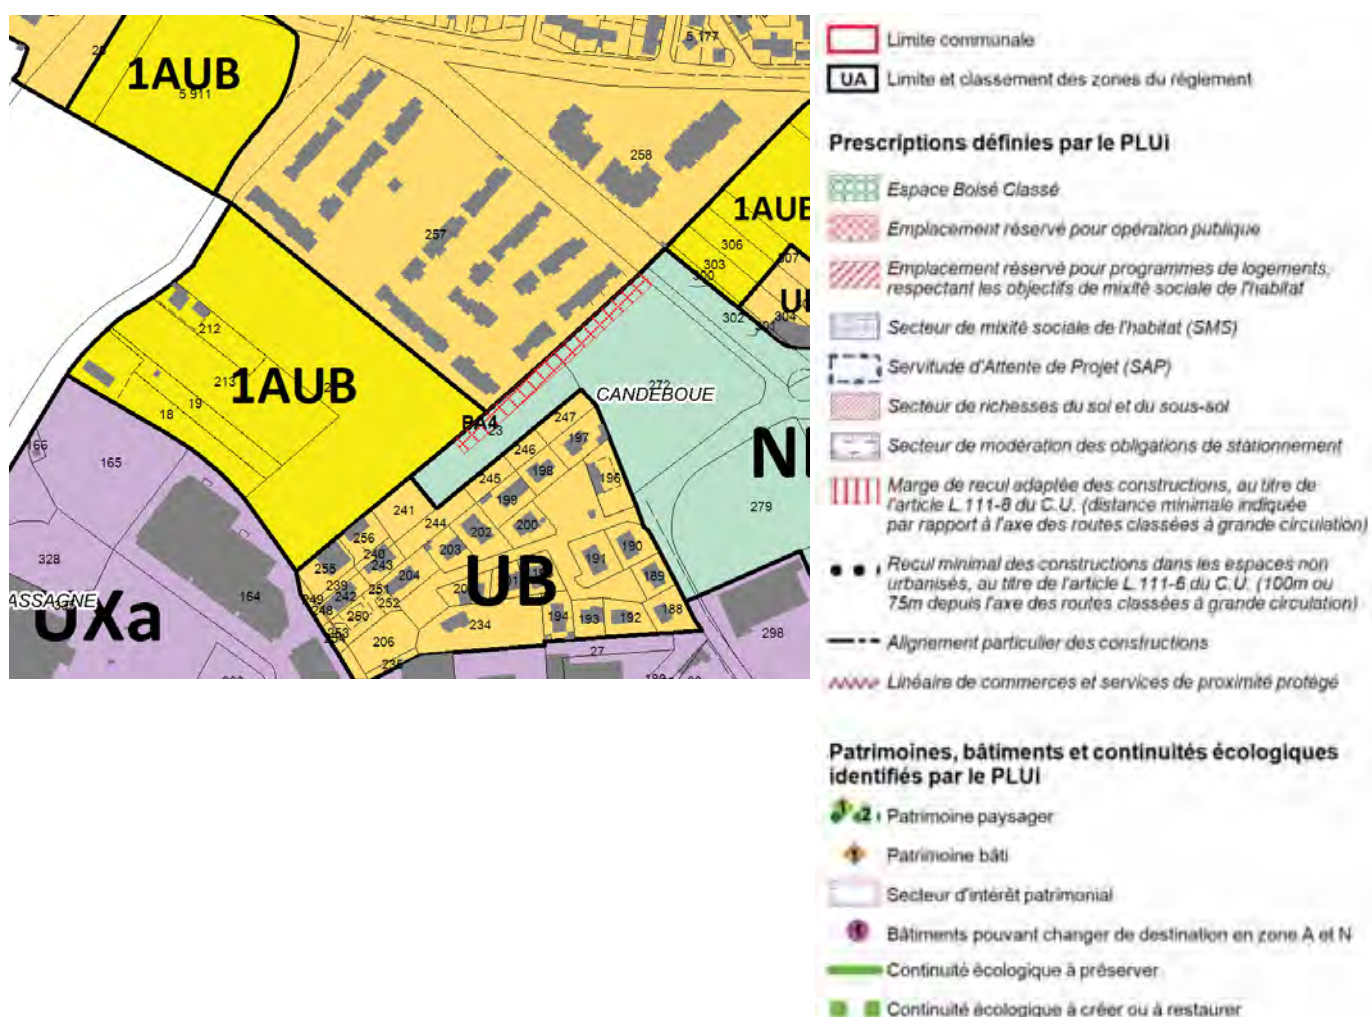 5 177
1AUB
5 911
258
1AUB
306
307
303
300
257
302
304
212
272
CANDEBOUE
213
1AUB
19
18
247
23
197
246
166
165
198
245
196
279
199
241
244
200
202
256
203
190
240
191
328
243
255
204
189
239
251
UB
242
252
249
164
248
188
ASSAGNE
UXa
260
194
193
192
234
298
206
27
235
Limite communale
UA Limite et classement des zones du règlement
Prescriptions définies par le PLUi
Espace Boisé Classé
Emplacement réservé pour opération publique
Emplacement réservé pour programmes de logements,
respectant les objectifs de mixité sociale de l'habitat
Secteur de mixité sociale de l'habitat (SMS)
Servitude d'Attente de Projet (SAP)
Secteur de richesses du sol et du sous-sol
Secteur de modération des obligations de stationnement
Marge de recul adaptée des constructions, au titre de
l'article L.111-8 du C.U. (distance minimale indiquée
par rapport à l'axe des routes classées à grande circulation)
Recul minimal des constructions dans les espaces non
urbanisés, au titre de l'article L.111-6 du C.U. (100m ou
75m depuis l'axe des routes classées à grande circulation)
Alignement particulier des constructions
Linéaire de commerces et services de proximité protégé
Patrimoines, bâtiments et continuités écologiques
identifiés par le PLUi
1 2 Patrimoine paysager
1 Patrimoine bâti
Secteur d'intérêt patrimonial
1 Bâtiments pouvant changer de destination en zone A et N
Continuité écologique à préserver
Continuité écologique à créer ou à restaurer